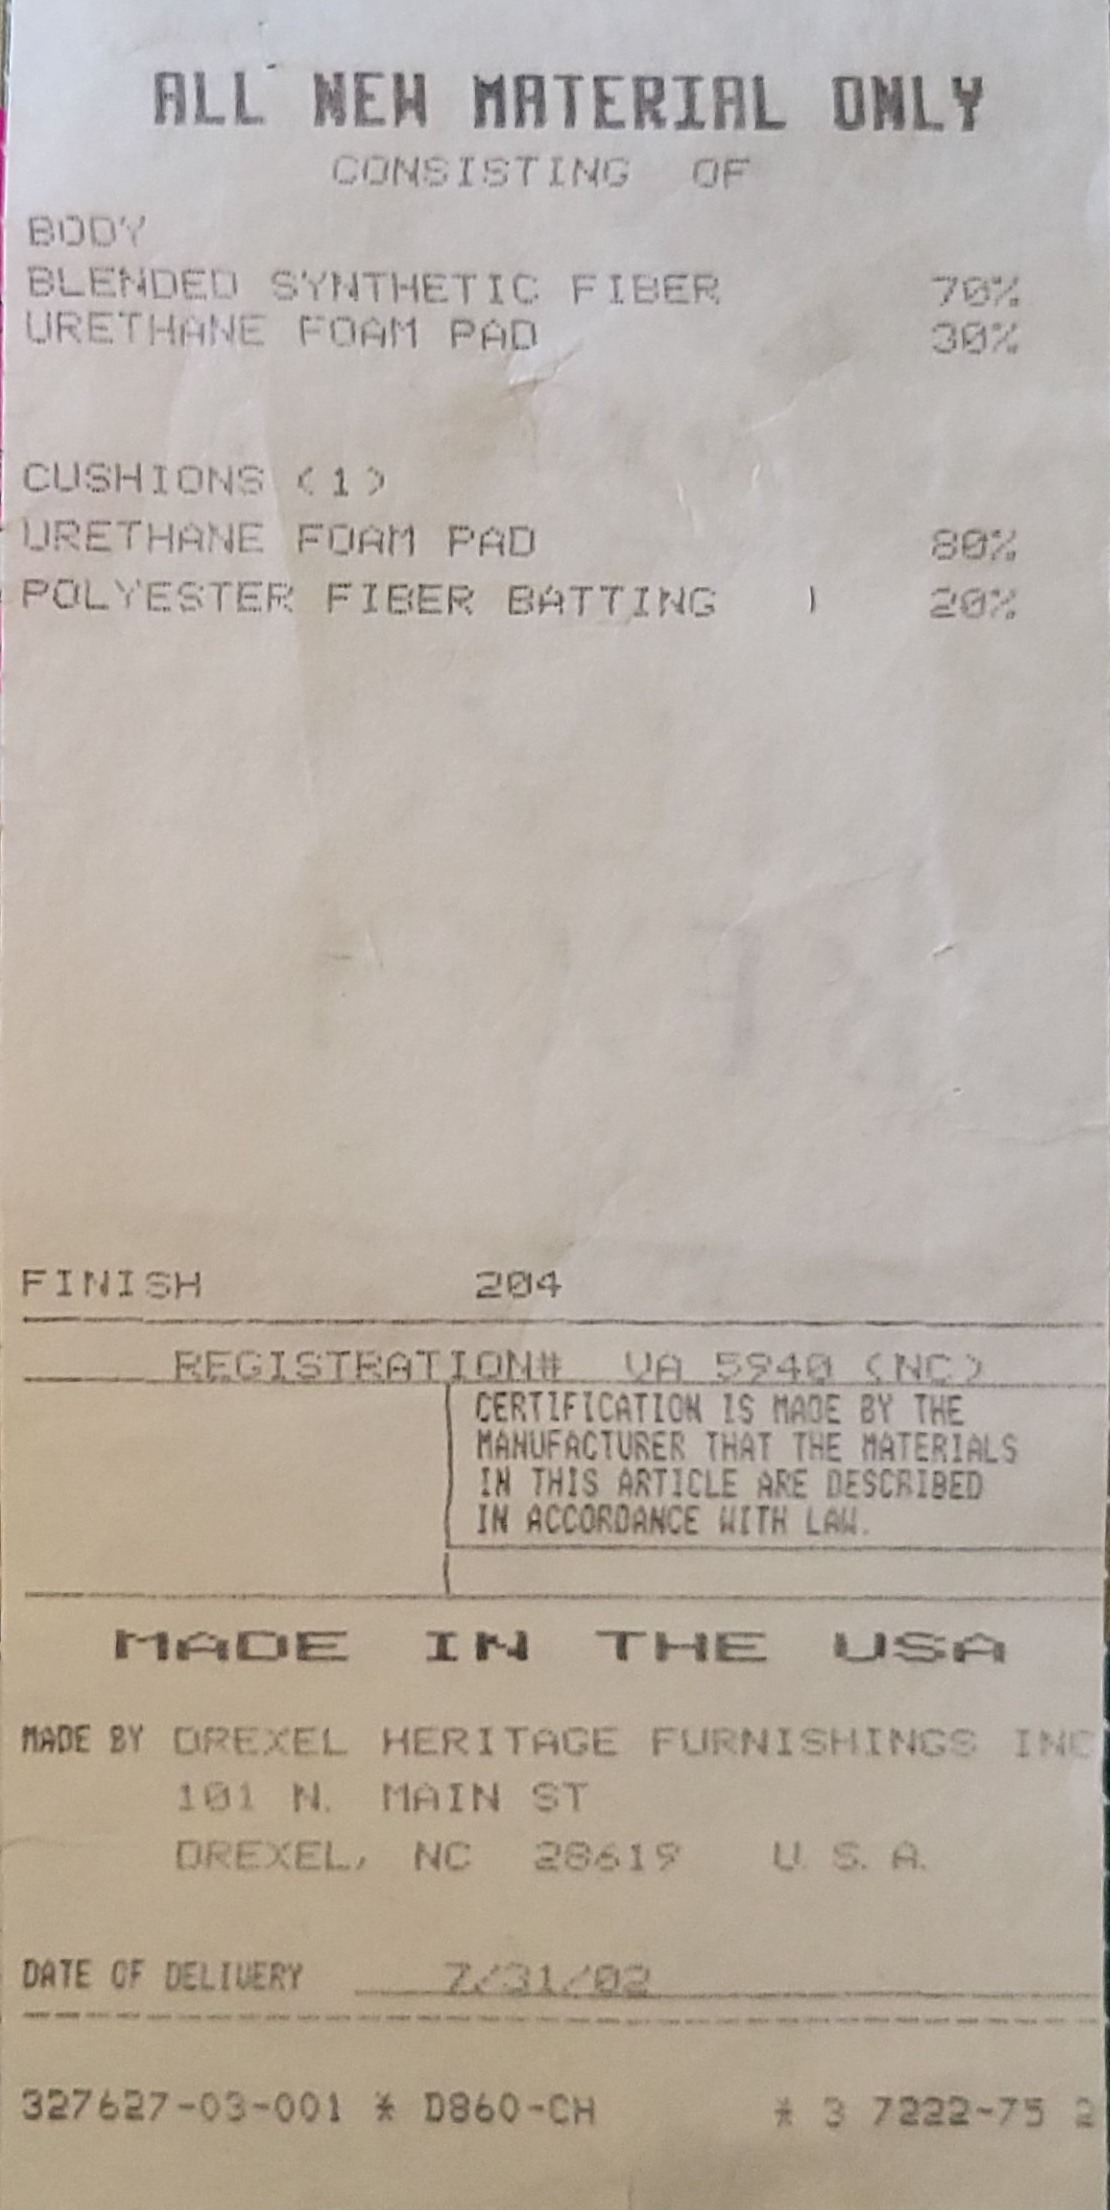 ALL NEW MATERIAL ONLY
CONSISTING OF
BODY
BLENDED SYNTHETIC FIBER 70%
URETHANE FOAM PAD 30%
CUSHIONS (1)
URETHANE FOAM PAD 80%
POLYESTER FIBER BATTING ) 20%
FINISH 204
REGISTRATION# VA 5940 (NC)
CERTIFICATION IS MADE BY THE
MANUFACTURER THAT THE MATERIALS
IN THIS ARTICLE ARE DESCRIBED
IN ACCORDANCE WITH LAW.
MADE IN THE USA
MADE BY DREXEL HERITAGE FURNISHINGS INC
101 N. MAIN ST
DREXEL, NC 28619 U.S.A.
DATE OF DELIVERY 7/31/02
327627-03-001 * D860-CH * 3 7222-75 2